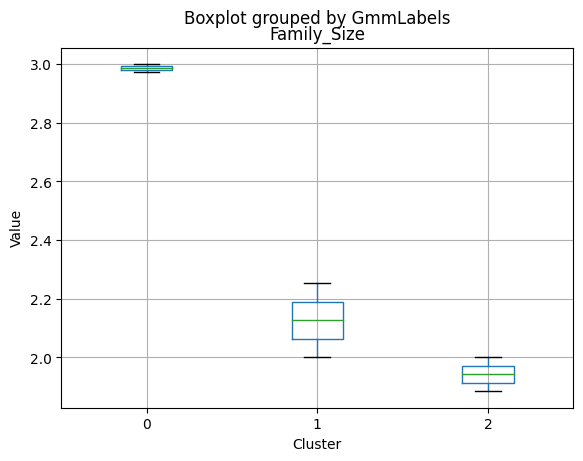 Boxplot grouped by GmmLabels
Family_Size
3.0
2.8
2.6
2.4
2.2
2.0
Value
0 1 2
Cluster